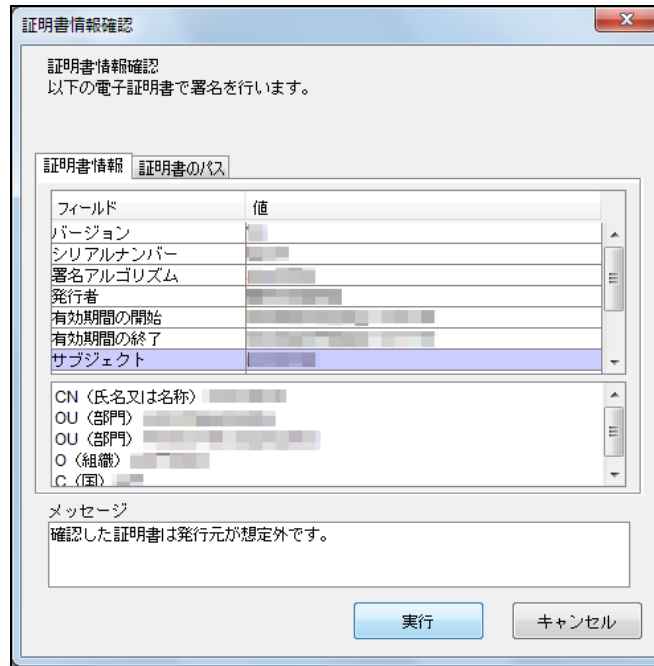 証明書情報確認
証明書情報確認
以下の電子証明書で署名を行います。
証明書情報 証明書のパス
フィールド 値
バージョン
シリアルナンバー
署名アルゴリズム
発行者
有効期間の開始
有効期間の終了
サブジェクト
CN（氏名又は名称）
OU（部門）
OU（部門）
O（組織）
C（国）
メッセージ
確認した証明書は発行元が想定外です。
実行 キャンセル